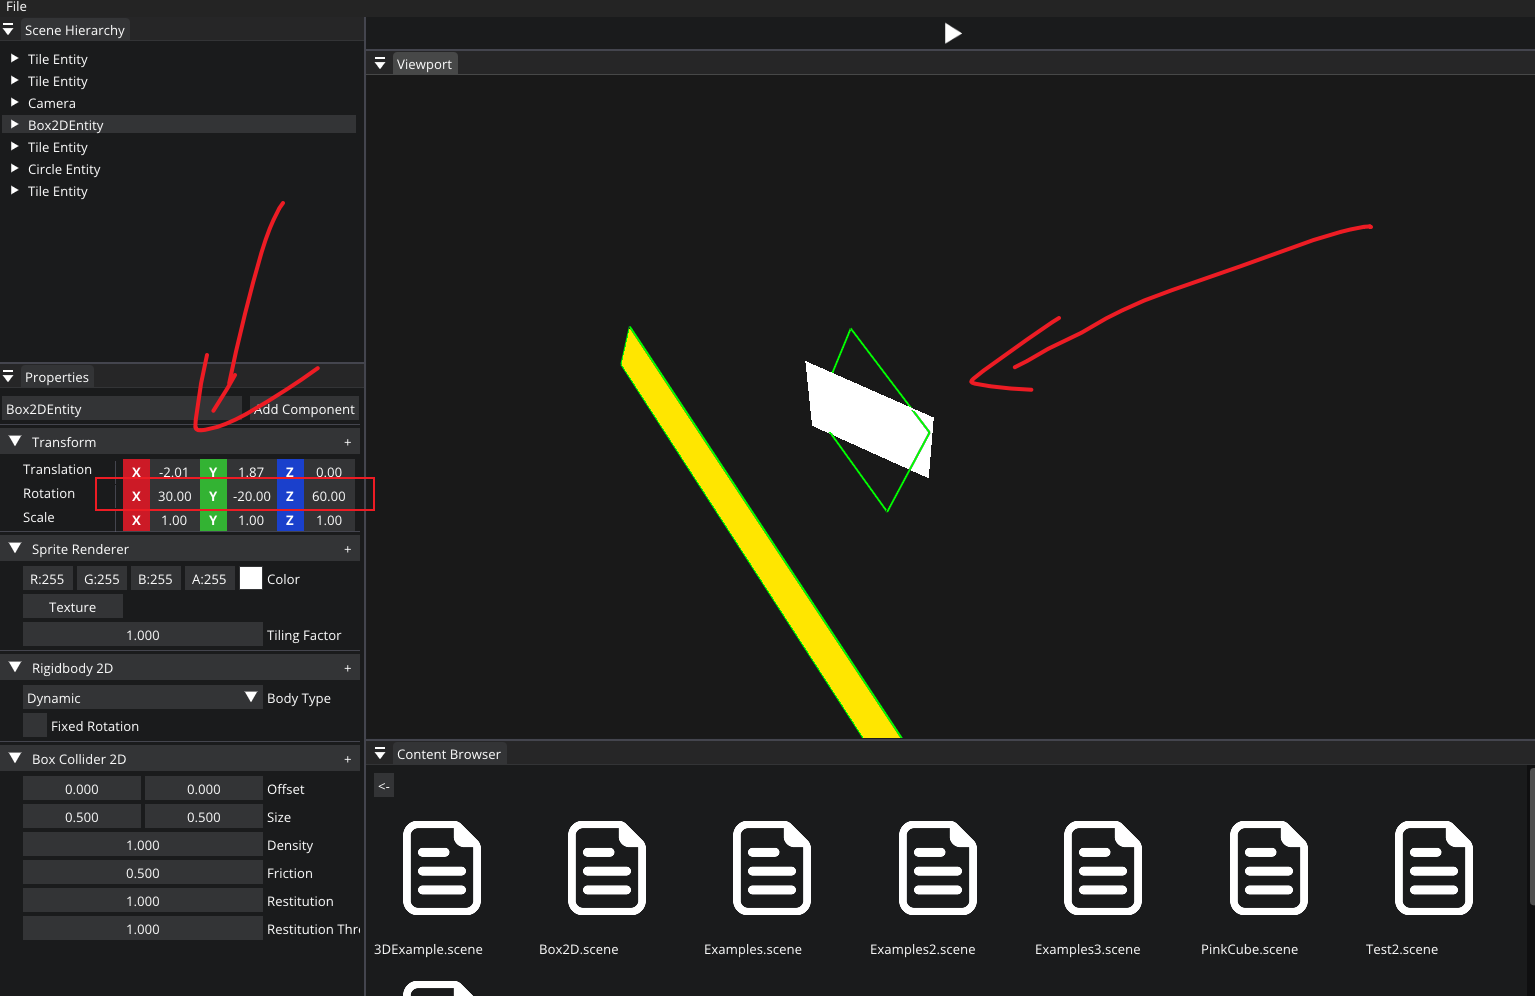 File
Scene Hierarchy
Tile Entity
Tile Entity
Camera
Box2DEntity
Tile Entity
Circle Entity
Tile Entity
Viewport
Properties
Box2DEntity Add Component
Transform +
Translation X -2.01 Y 1.87 Z 0.00
Rotation X 30.00 Y -20.00 Z 60.00
Scale X 1.00 Y 1.00 Z 1.00
Sprite Renderer +
R:255 G:255 B:255 A:255 Color
Texture
1.000 Tiling Factor
Rigidbody 2D +
Dynamic Body Type
Fixed Rotation
Box Collider 2D +
0.000 0.000 Offset
0.500 0.500 Size
1.000 Density
0.500 Friction
1.000 Restitution
1.000 Restitution Thr
Content Browser
<-
3DExample.scene Box2D.scene Examples.scene Examples2.scene Examples3.scene PinkCube.scene Test2.scene